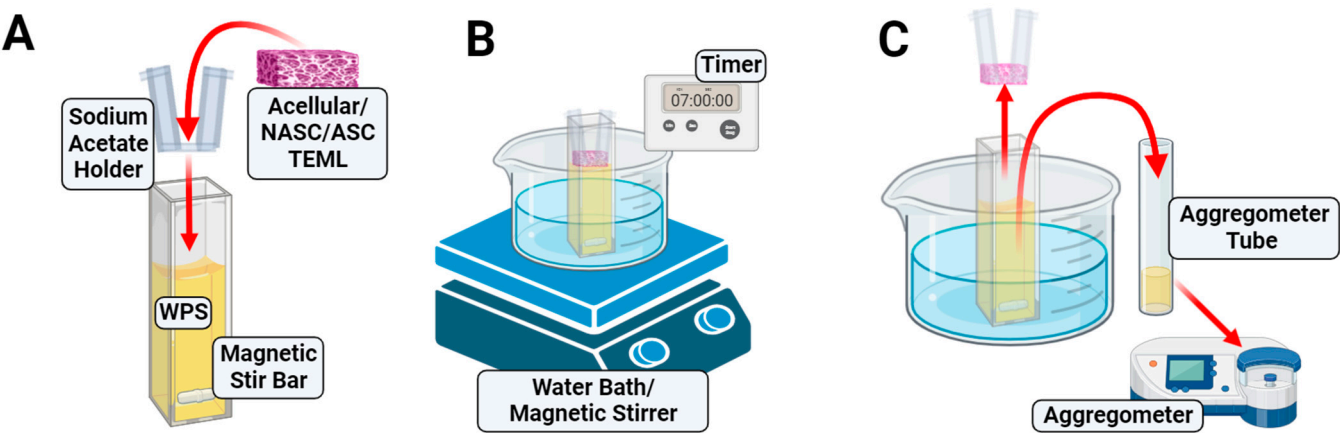 A
Sodium
Acetate
Holder
Acellular/
NASC/ASC
TEML
WPS
Magnetic
Stir Bar
B
Timer
07:00:00
Water Bath/
Magnetic Stirrer
C
Aggregometer
Tube
Aggregometer